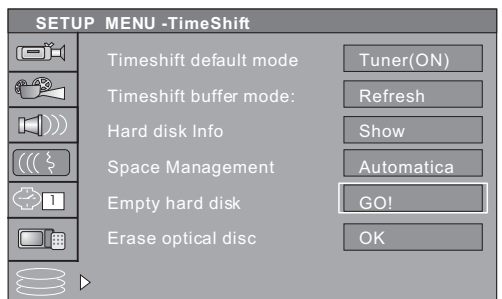 SETUP MENU -TimeShift
Timeshift default mode Tuner(ON)
Timeshift buffer mode: Refresh
Hard disk Info Show
Space Management Automatica
Empty hard disk GO!
1
Erase optical disc OK